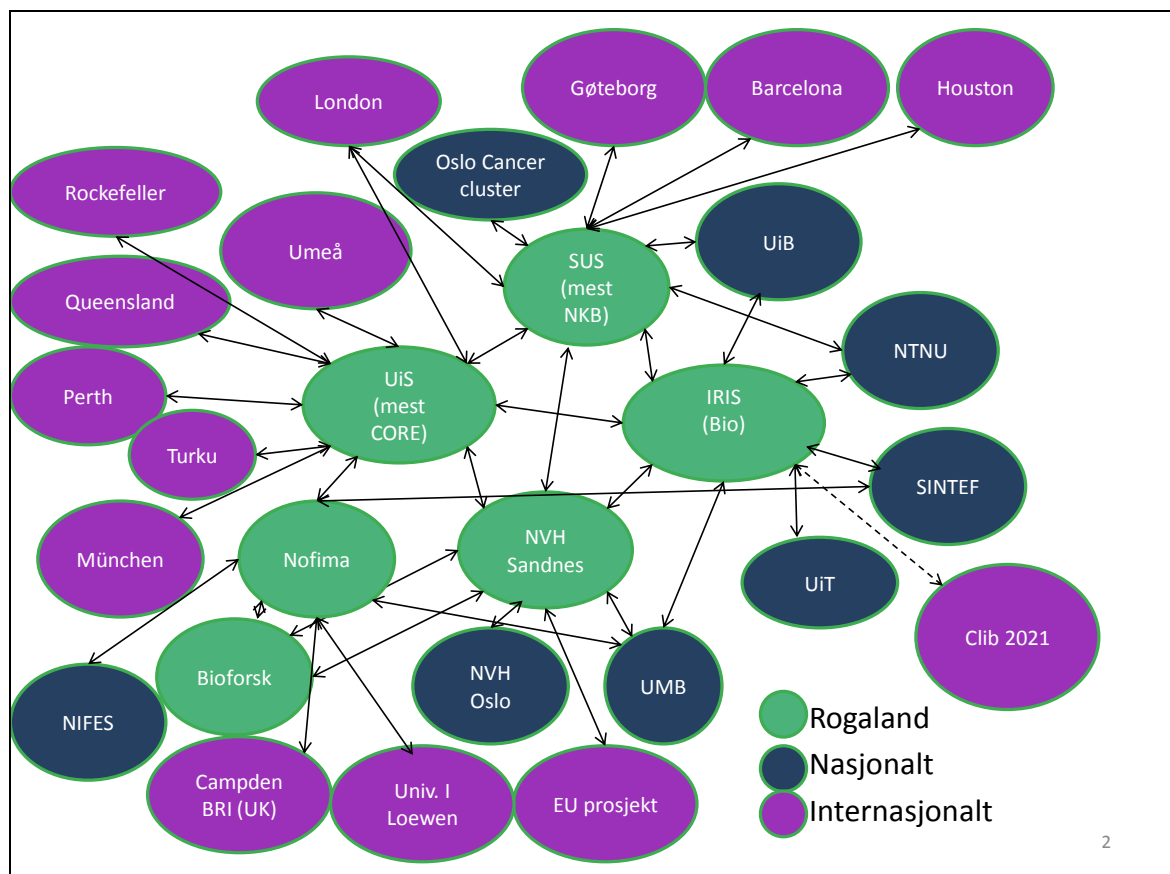 London
Gøteborg
Barcelona
Houston
Oslo Cancer
cluster
Rockefeller
Umeå
UiB
SUS
(mest
NKB)
Queensland
NTNU
Perth
UiS
(mest
CORE)
IRIS
(Bio)
Turku
SINTEF
München
Nofima
NVH
Sandnes
UiT
Clib 2021
Bioforsk
NVH
Oslo
UMB
NIFES
Campden
BRI (UK)
Univ. I
Loewen
EU prosjekt
Rogaland
Nasjonalt
Internasjonalt
2